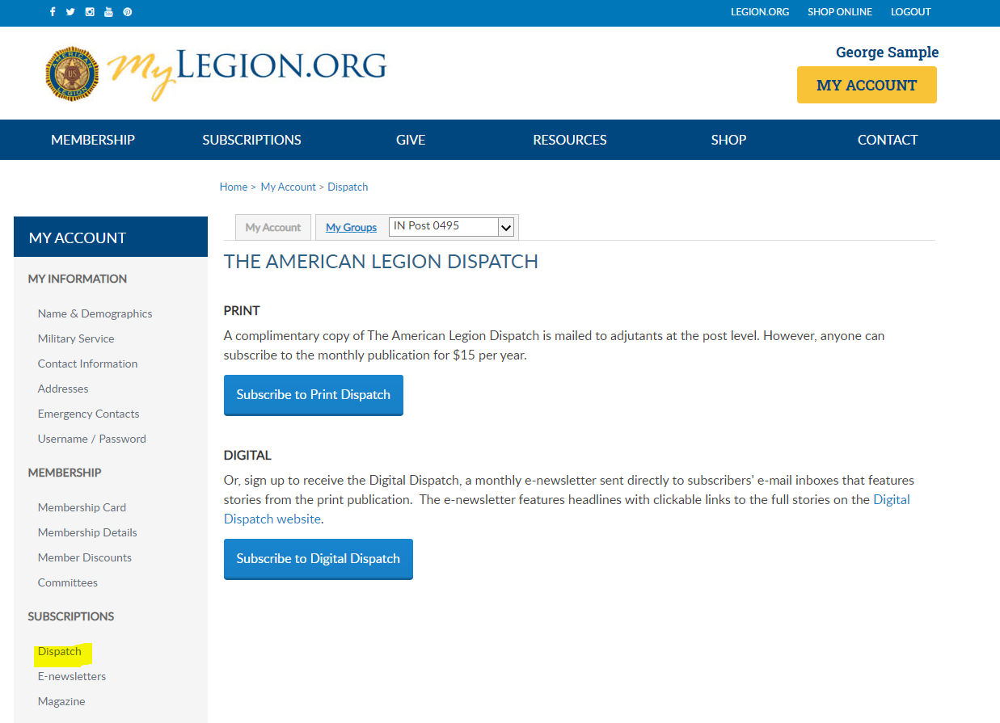 LEGION.ORG SHOP ONLINE LOGOUT
AMERICAN LEGION
US
MyLEGION.ORG
George Sample
MY ACCOUNT
MEMBERSHIP SUBSCRIPTIONS GIVE RESOURCES SHOP CONTACT
Home > My Account > Dispatch
MY ACCOUNT
MY INFORMATION
Name & Demographics
Military Service
Contact Information
Addresses
Emergency Contacts
Username / Password
MEMBERSHIP
Membership Card
Membership Details
Member Discounts
Committees
SUBSCRIPTIONS
Dispatch
E-newsletters
Magazine
My Account My Groups IN Post 0495
THE AMERICAN LEGION DISPATCH
PRINT
A complimentary copy of The American Legion Dispatch is mailed to adjutants at the post level. However, anyone can
subscribe to the monthly publication for $15 per year.
Subscribe to Print Dispatch
DIGITAL
Or, sign up to receive the Digital Dispatch, a monthly e-newsletter sent directly to subscribers' e-mail inboxes that features
stories from the print publication.  The e-newsletter features headlines with clickable links to the full stories on the Digital
Dispatch website.
Subscribe to Digital Dispatch